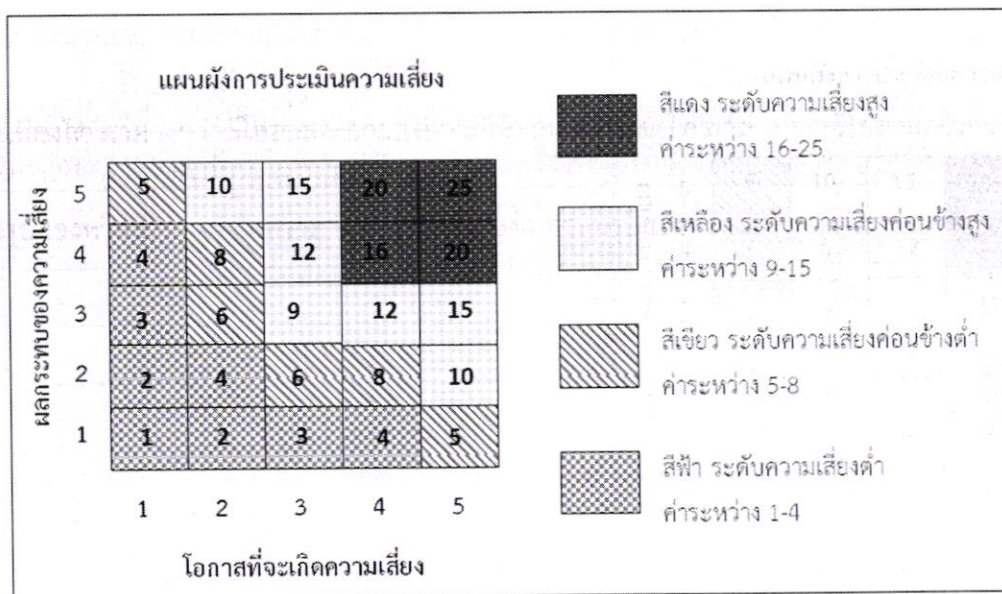 แผนผังการประเมินความเสี่ยง
ผลกระทบของความเสี่ยง
5 5 10 15 20 25
4 4 8 12 16 20
3 3 6 9 12 15
2 2 4 6 8 10
1 1 2 3 4 5
1 2 3 4 5
โอกาสที่จะเกิดความเสี่ยง
สีแดง ระดับความเสี่ยงสูง
ค่าระหว่าง 16-25
สีเหลือง ระดับความเสี่ยงค่อนข้างสูง
ค่าระหว่าง 9-15
สีเขียว ระดับความเสี่ยงค่อนข้างต่ำ
ค่าระหว่าง 5-8
สีฟ้า ระดับความเสี่ยงต่ำ
ค่าระหว่าง 1-4